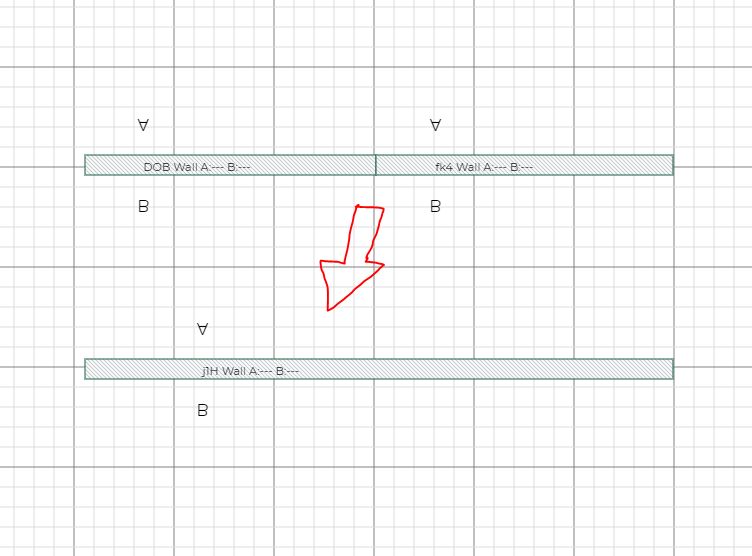 ∀ ∀
DOB Wall A:--- B:--- fk4 Wall A:--- B:---
B B
∀
j1H Wall A:--- B:---
B